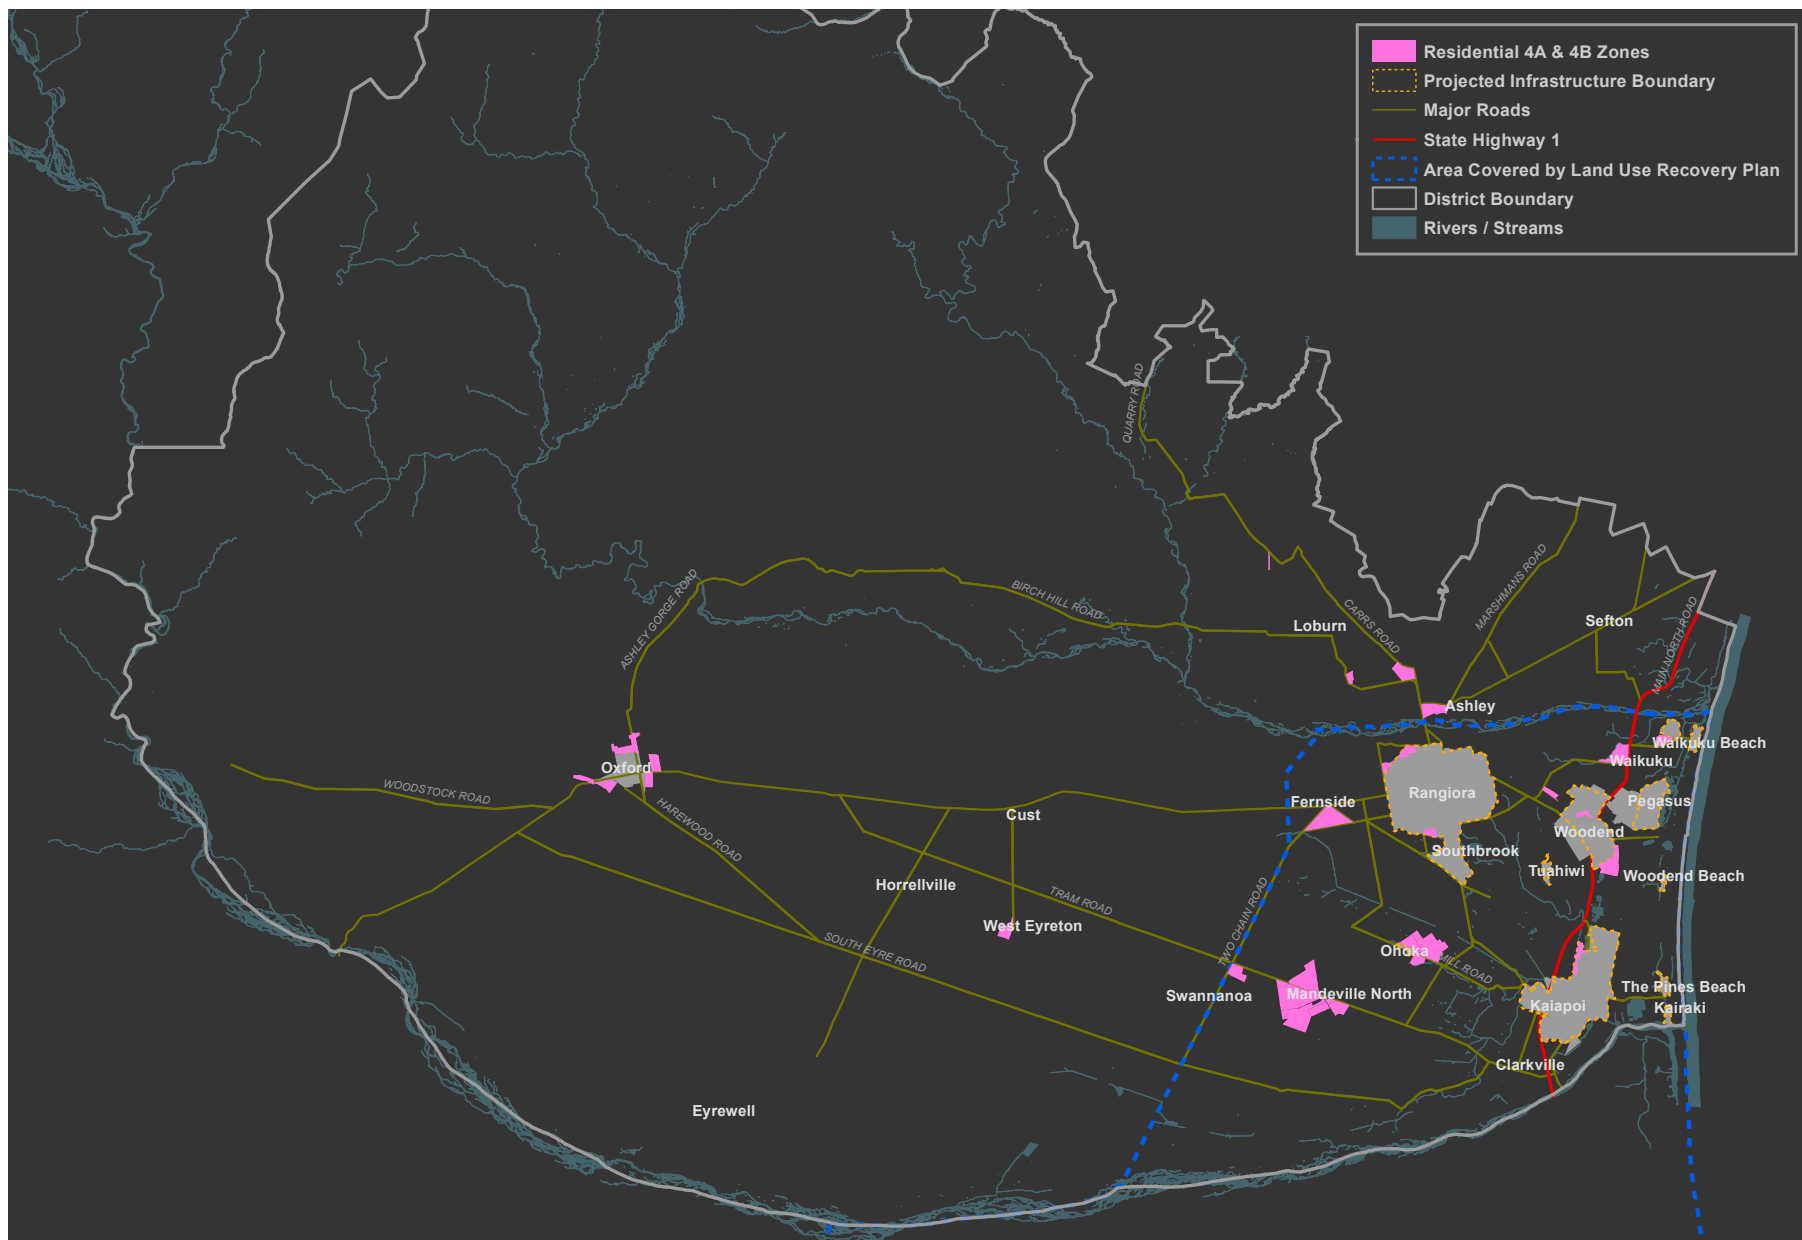 Residential 4A & 4B Zones
Projected Infrastructure Boundary
Major Roads
State Highway 1
Area Covered by Land Use Recovery Plan
District Boundary
Rivers / Streams
QUARRY ROAD
MARSHMANS ROAD
ASHLEY GORGE ROAD
BIRCH HILL ROAD
CARRS ROAD
MAIN NORTH ROAD
Loburn
Sefton
Ashley
Waikuku Beach
Waikuku
Oxford
WOODSTOCK ROAD
HAREWOOD ROAD
Rangiora
Fernside
Pegasus
Cust
Woodend
Southbrook
Tuahiwi
Woodend Beach
Horrellville
TRAM ROAD
TWO CHAIN ROAD
West Eyreton
SOUTH EYRE ROAD
Ohoka
MILL ROAD
Swannanoa
Mandeville North
The Pines Beach
Kaiapoi
Kairaki
Clarkville
Eyrewell